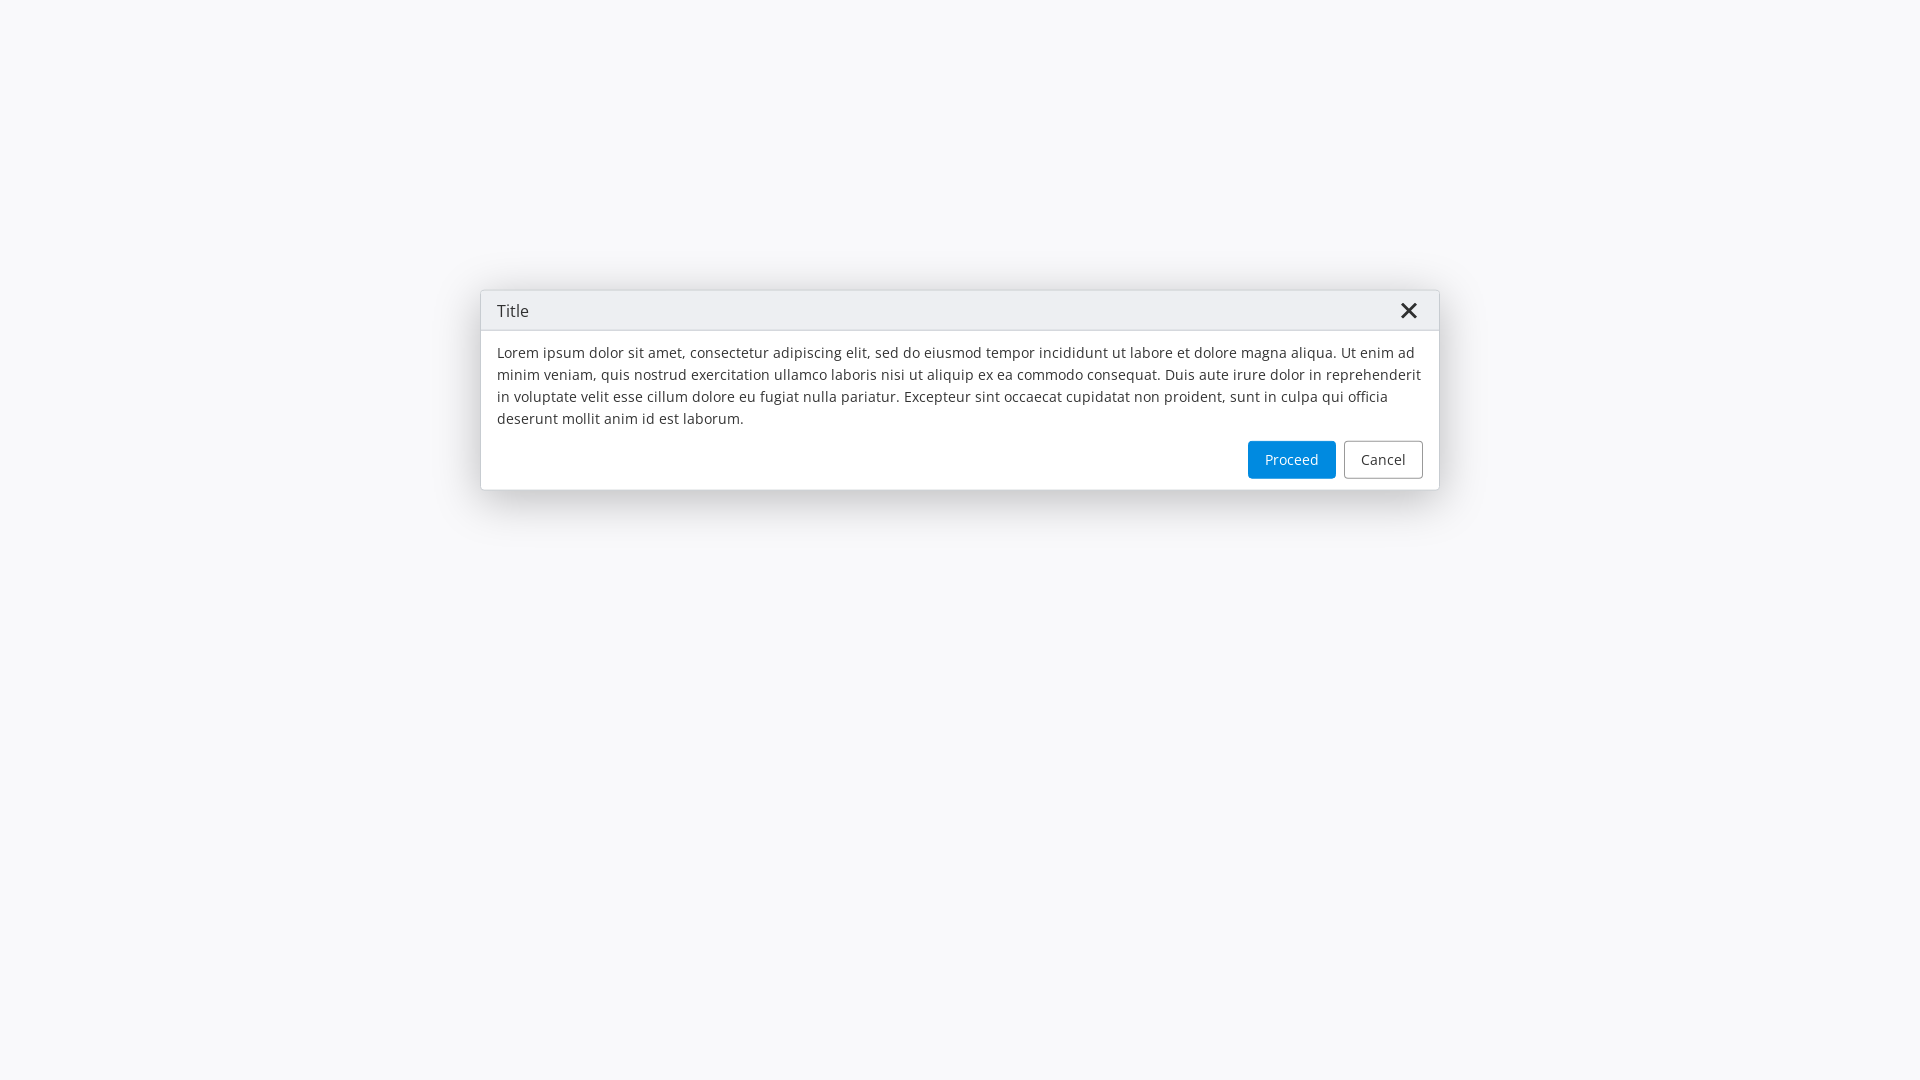 Title
Lorem ipsum dolor sit amet, consectetur adipiscing elit, sed do eiusmod tempor incididunt ut labore et dolore magna aliqua. Ut enim ad
minim veniam, quis nostrud exercitation ullamco laboris nisi ut aliquip ex ea commodo consequat. Duis aute irure dolor in reprehenderit
in voluptate velit esse cillum dolore eu fugiat nulla pariatur. Excepteur sint occaecat cupidatat non proident, sunt in culpa qui officia
deserunt mollit anim id est laborum.
Proceed Cancel